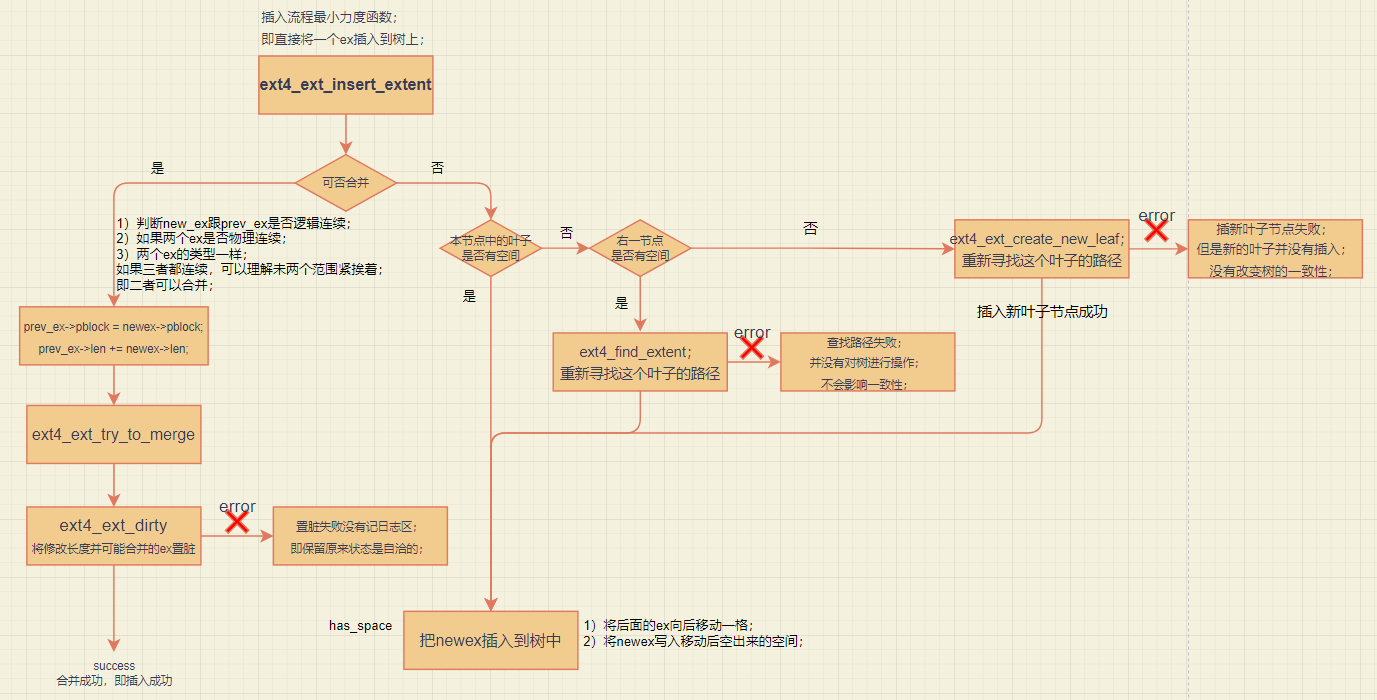 插入流程最小力度函数；
即直接将一个ex插入到树上；
ext4_ext_insert_extent
是
可否合并
否
1）判断new_ex跟prev_ex是否逻辑连续；
2）如果两个ex是否物理连续；
3）两个ex的类型一样；
如果三者都连续，可以理解未两个范围紧挨着；
即二者可以合并；
本节点中的叶子
是否有空间
否
右一节点
是否有空间
否
ext4_ext_create_new_leaf;
重新寻找这个叶子的路径
error
插新叶子节点失败；
但是新的叶子并没有插入；
没有改变树的一致性；
是
是
插入新叶子节点成功
prev_ex->pblock = newex->pblock;
prev_ex->len += newex->len;
ext4_find_extent;
重新寻找这个叶子的路径
error
查找路径失败；
并没有对树进行操作；
不会影响一致性；
ext4_ext_try_to_merge
ext4_ext_dirty
将修改长度并可能合并的ex置脏
error
置脏失败没有记日志区；
即保留原来状态是自洽的；
has_space
把newex插入到树中
1）将后面的ex向后移动一格；
2）将newex写入移动后空出来的空间；
success
合并成功，即插入成功